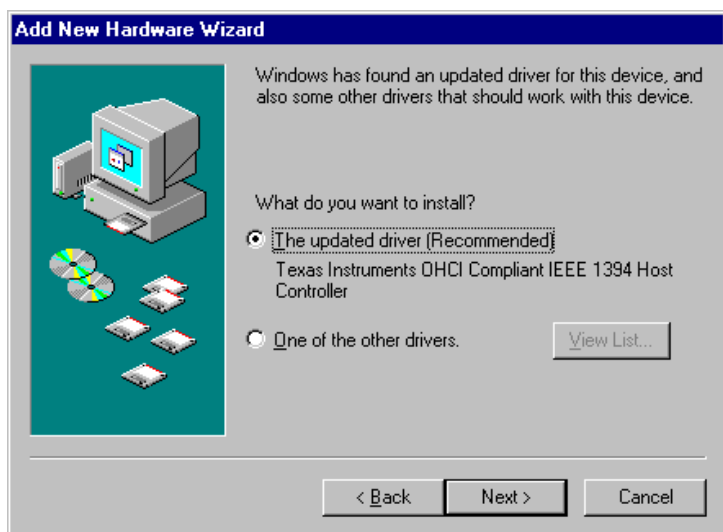 Add New Hardware Wizard
Windows has found an updated driver for this device, and
also some other drivers that should work with this device.
What do you want to install?
The updated driver (Recommended)
Texas Instruments OHCI Compliant IEEE 1394 Host
Controller
One of the other drivers.
View List...
< Back
Next >
Cancel